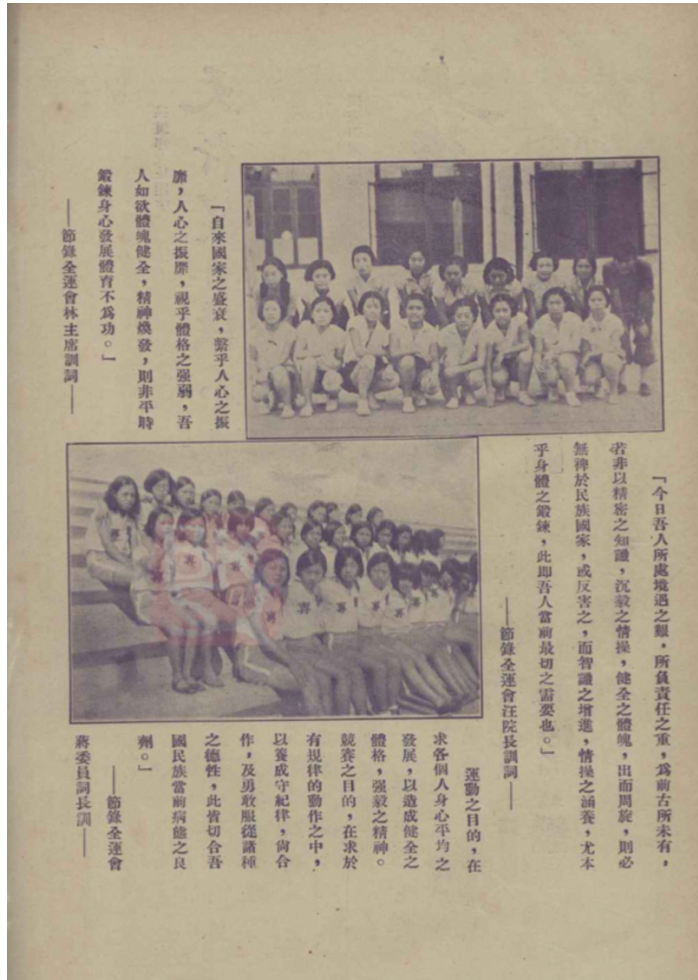 「自來國家之盛衰，繫乎人心之振
靡，人心之振靡，視乎體格之强弱，吾
人如欲體魄健全，精神煥發，則非平時
鍛鍊身心發展體育不爲功。」
——節錄全運會林主席訓詞——
「今日吾人所處境遇之艱，所負責任之重，爲前古所未有，
若非以精密之知識，沉毅之情操，健全之體魄，出而周旋，則必
無裨於民族國家，或反害之，而智識之增進，情操之涵養，尤本
乎身體之鍛鍊，此卽吾人當前最切之需要也。」
——節錄全運會汪院長訓詞——
運動之目的，在
求各個人身心平均之
發展，以造成健全之
體格，强毅之精神。
競賽之目的，在求於
有規律的動作之中，
以養成守紀律，尙合
作，及勇敢服從諸種
之德性，此皆切合吾
國民族當前病態之良
劑。」
——節錄全運會
蔣委員詞長訓——